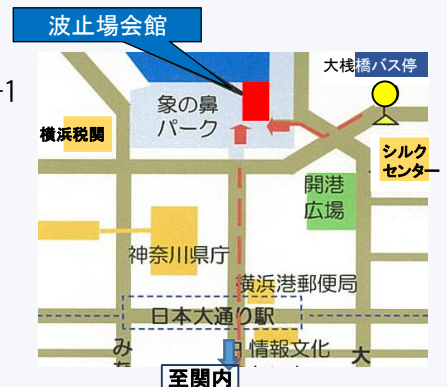 波止場会館
大桟橋バス停
-1
象の鼻
パーク
横浜税関
シルク
センター
開港
広場
神奈川県庁
横浜港郵便局
日本大通り駅
み
情報文化
大
至関内